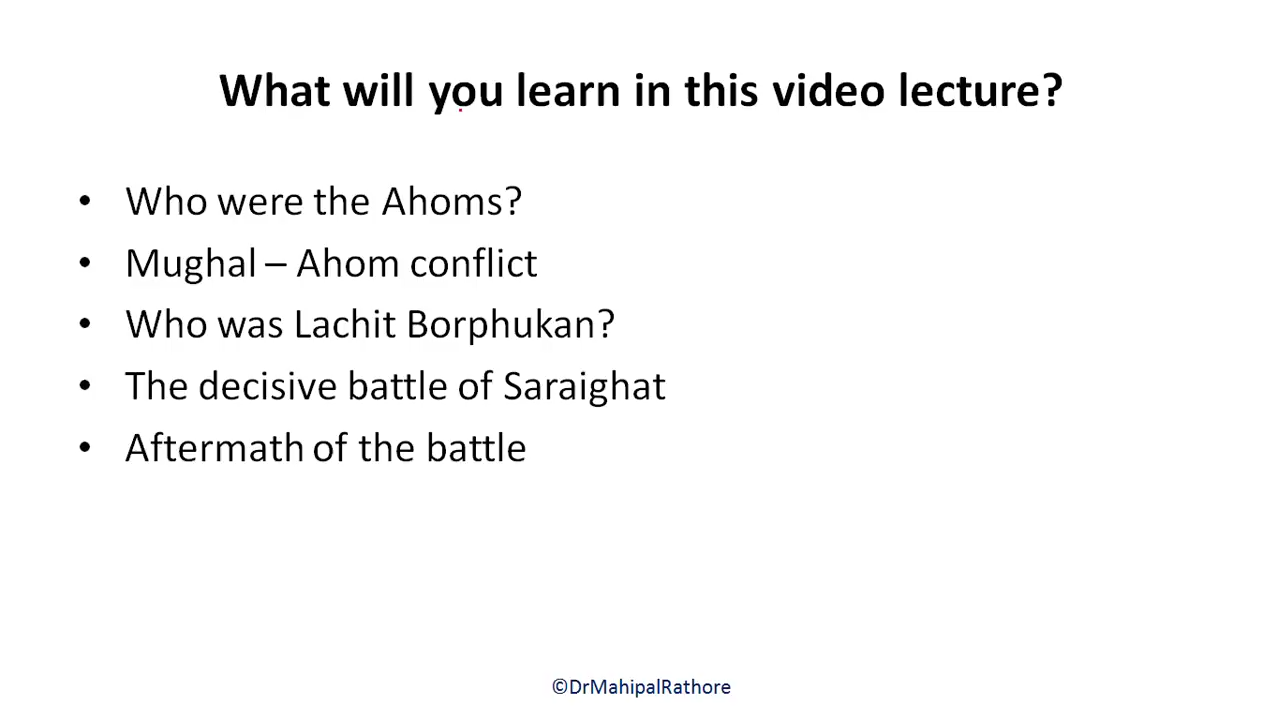 What will you learn in this video lecture?
• Who were the Ahoms?
• Mughal – Ahom conflict
• Who was Lachit Borphukan?
• The decisive battle of Saraighat
• Aftermath of the battle
©DrMahipalRathore